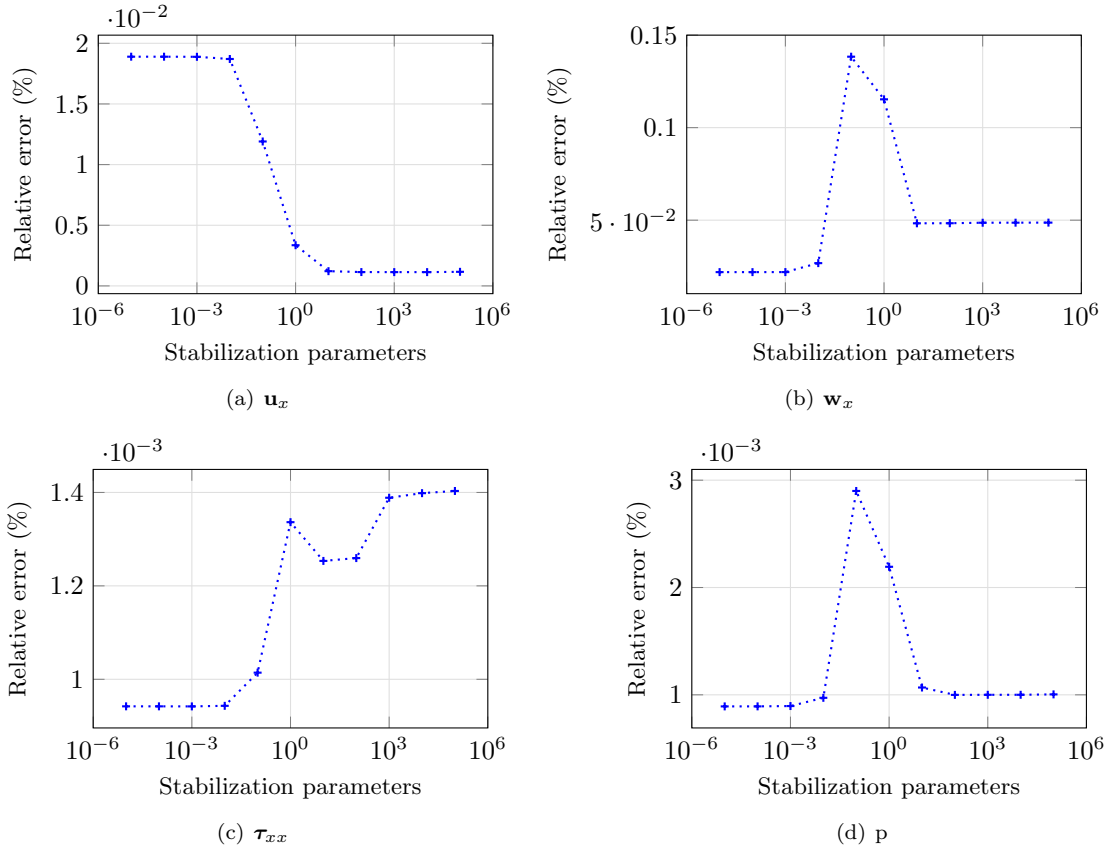 ·10⁻²
2
1.5
1
0.5
0
Relative error (%)
10⁻⁶ 10⁻³ 10⁰ 10³ 10⁶
Stabilization parameters
(a) uₓ
0.15
0.1
5 · 10⁻²
Relative error (%)
10⁻⁶ 10⁻³ 10⁰ 10³ 10⁶
Stabilization parameters
(b) wₓ
·10⁻³
1.4
1.2
1
Relative error (%)
10⁻⁶ 10⁻³ 10⁰ 10³ 10⁶
Stabilization parameters
(c) τₓₓ
·10⁻³
3
2
1
Relative error (%)
10⁻⁶ 10⁻³ 10⁰ 10³ 10⁶
Stabilization parameters
(d) p